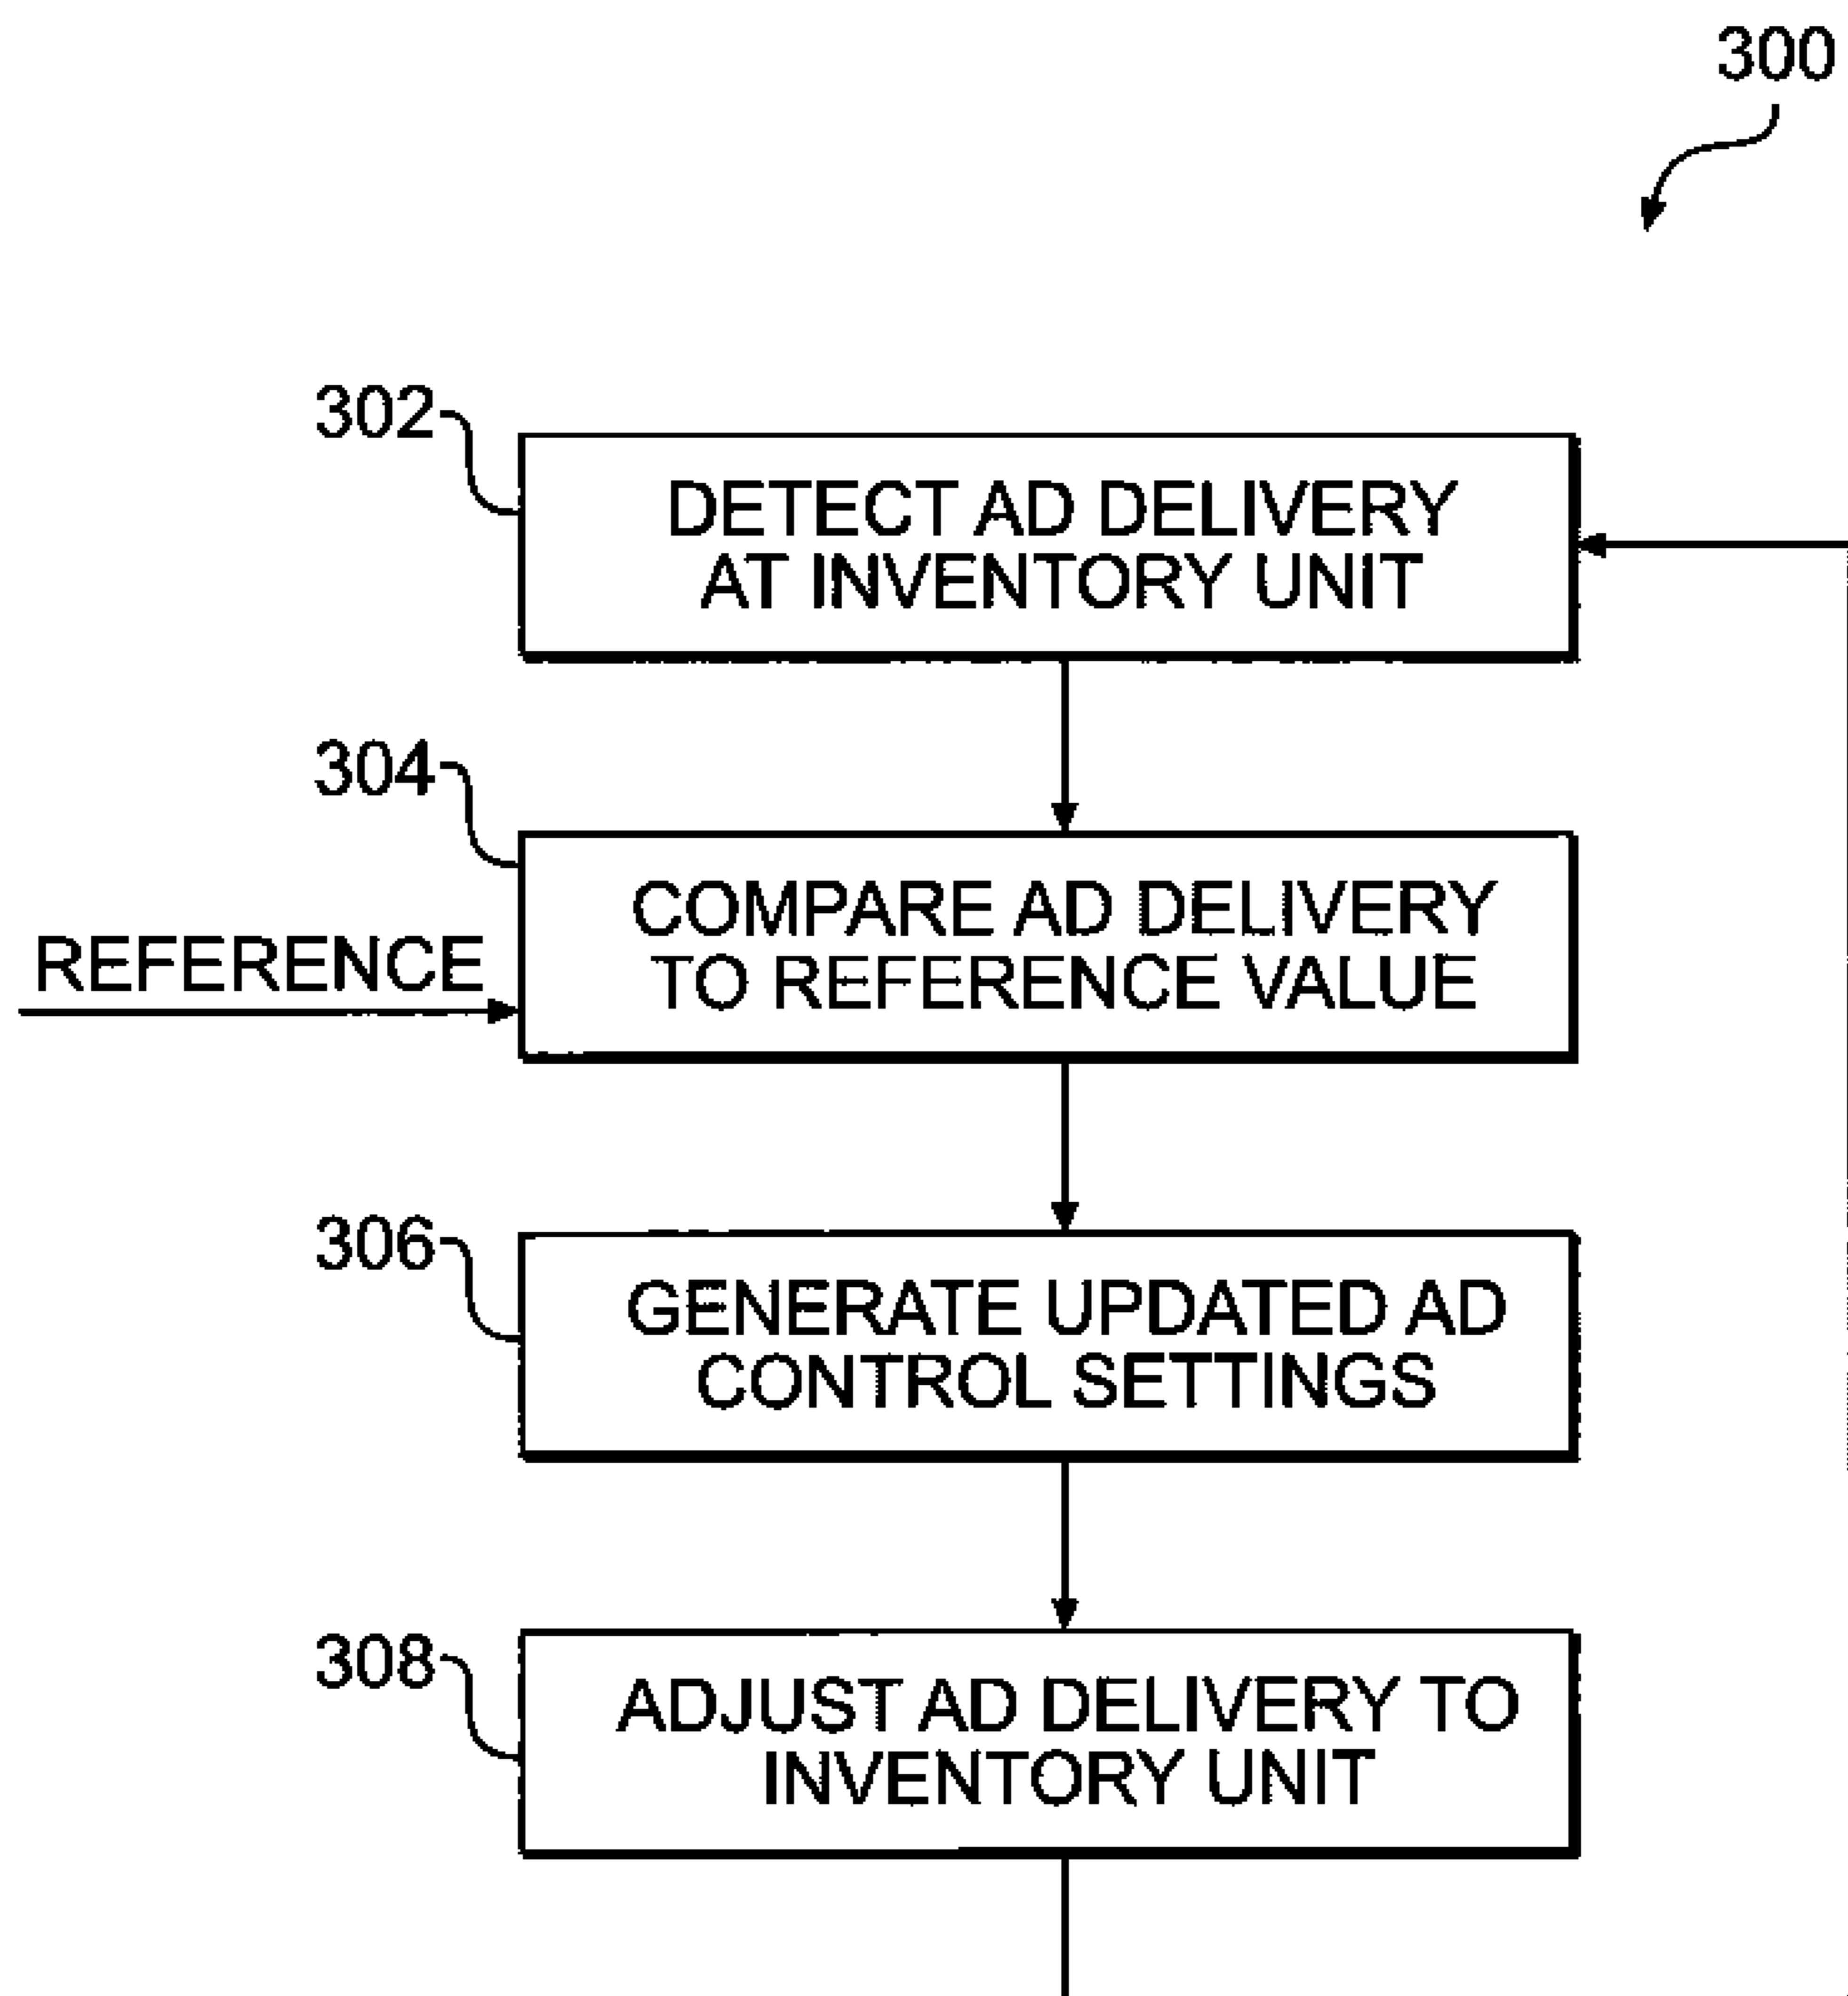 300
302
DETECT AD DELIVERY
AT INVENTORY UNIT
304
COMPARE AD DELIVERY
TO REFERENCE VALUE
REFERENCE
306
GENERATE UPDATED AD
CONTROL SETTINGS
308
ADJUST AD DELIVERY TO
INVENTORY UNIT